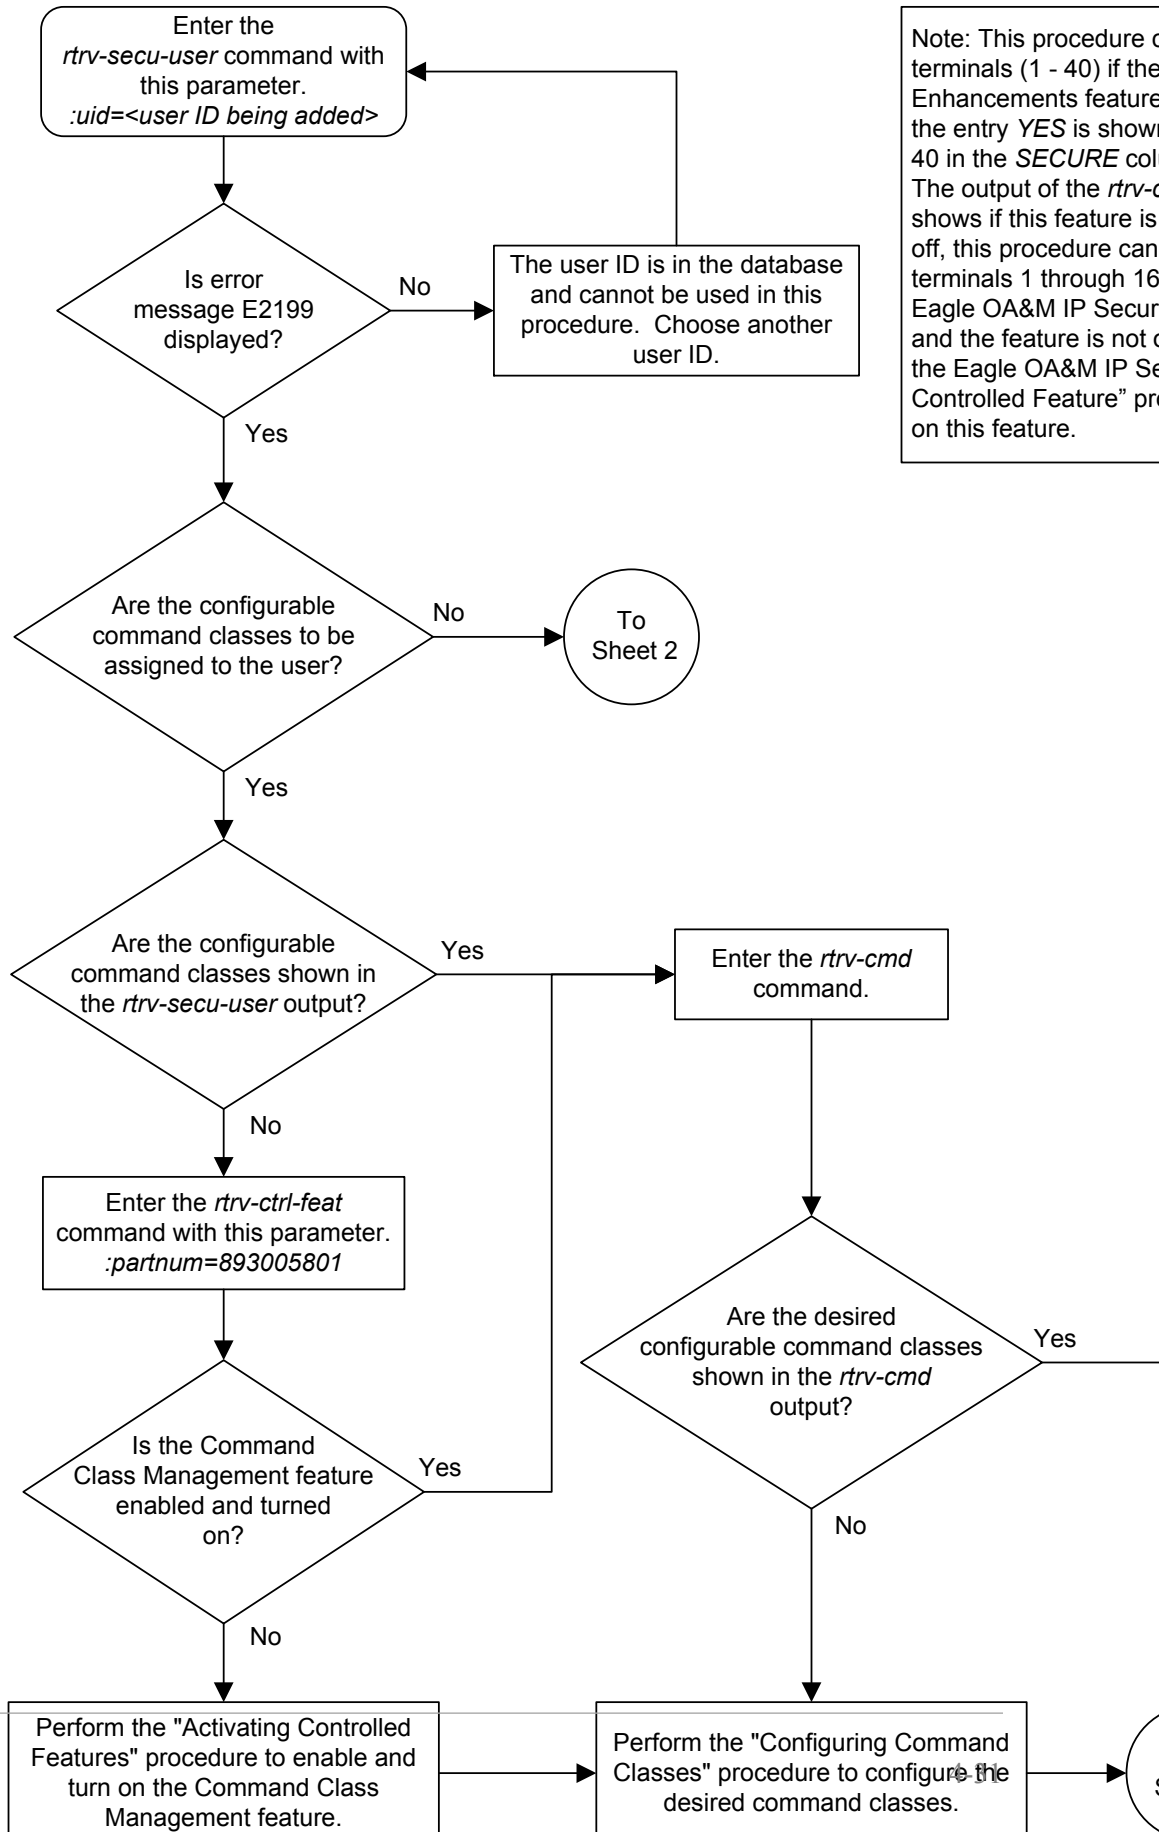 Enter the
rtrv-secu-user command with
this parameter.
:uid=<user ID being added>
Note: This procedure
terminals (1 - 40) if the
Enhancements feature
the entry YES is shown
40 in the SECURE
The output of the
shows if this feature is
off, this procedure can
terminals 1 through 16
Eagle OA&M IP
and the feature is not
the Eagle OA&M IP
Controlled Feature”
on this feature.
Is error
message E2199
displayed?
No
The user ID is in the database
and cannot be used in this
procedure. Choose another
user ID.
Yes
Are the configurable
command classes to be
assigned to the user?
No
To
Sheet 2
Yes
Are the configurable
command classes shown in
the rtrv-secu-user output?
Yes
Enter the rtrv-cmd
command.
No
Enter the rtrv-ctrl-feat
command with this parameter.
:partnum=893005801
Are the desired
configurable command classes
shown in the rtrv-cmd
output?
Yes
Is the Command
Class Management feature
enabled and turned
on?
Yes
No
No
Perform the "Activating Controlled
Features" procedure to enable and
turn on the Command Class
Management feature.
Perform the "Configuring Command
Classes" procedure to configure the
desired command classes.
4-31